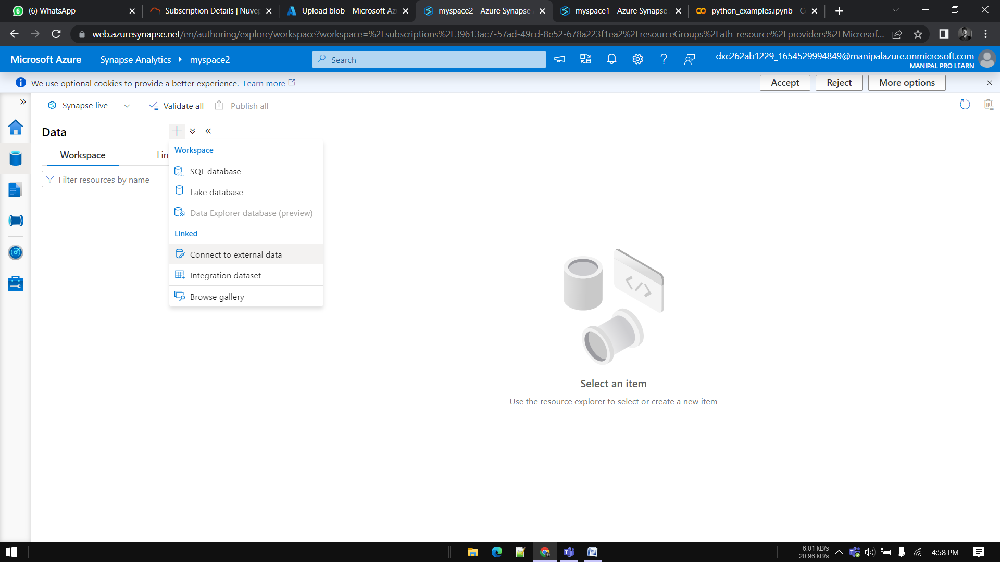 (6) WhatsApp
Subscription Details | Nuvep
Upload blob - Microsoft Az
myspace2 - Azure Synapse
myspace1 - Azure Synapse
python_examples.ipynb - C
web.azuresynapse.net/en/authoring/explore/workspace?workspace=%2Fsubscriptions%2F39613ac7-57ad-49cd-8e52-678a223f1ea2%2FresourceGroups%2Fath_resource%2Fproviders%2FMicrosof...
Microsoft Azure
Synapse Analytics
myspace2
Search
dxc262ab1229_1654529994849@manipalazure.onmicrosoft.com
MANIPAL PRO LEARN
We use optional cookies to provide a better experience. Learn more
Accept
Reject
More options
Synapse live
Validate all
Publish all
Data
Workspace
Lin
Filter resources by name
Workspace
SQL database
Lake database
Data Explorer database (preview)
Linked
Connect to external data
Integration dataset
Browse gallery
Select an item
Use the resource explorer to select or create a new item
6.01 kB/s
20.96 kB/s
4:58 PM